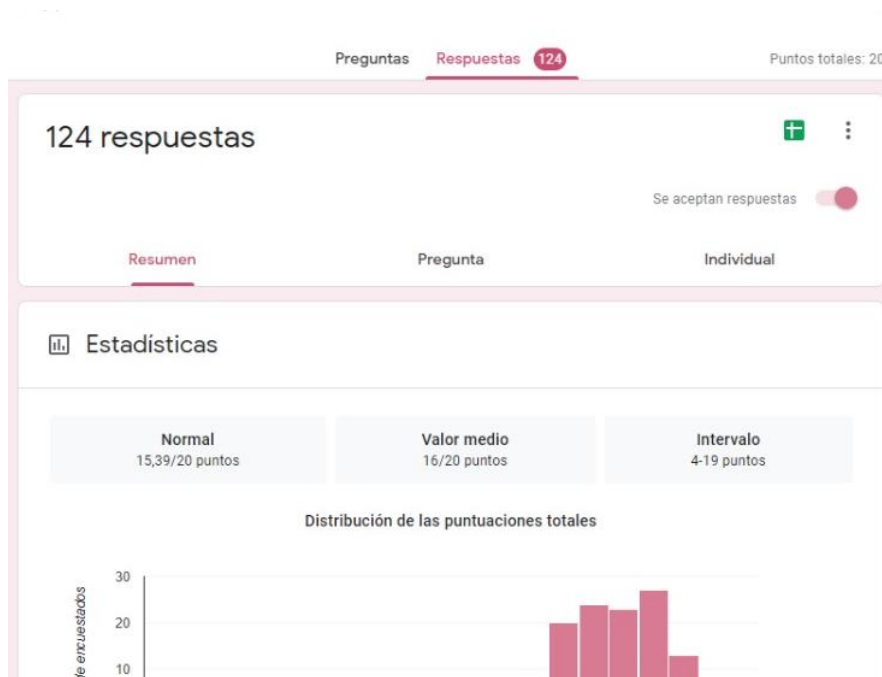 Preguntas Respuestas 124 Puntos totales: 20
124 respuestas
Se aceptan respuestas
Resumen Pregunta Individual
Estadísticas
Normal Valor medio Intervalo
15,39/20 puntos 16/20 puntos 4-19 puntos
Distribución de las puntuaciones totales
30
20
10
de encuestados